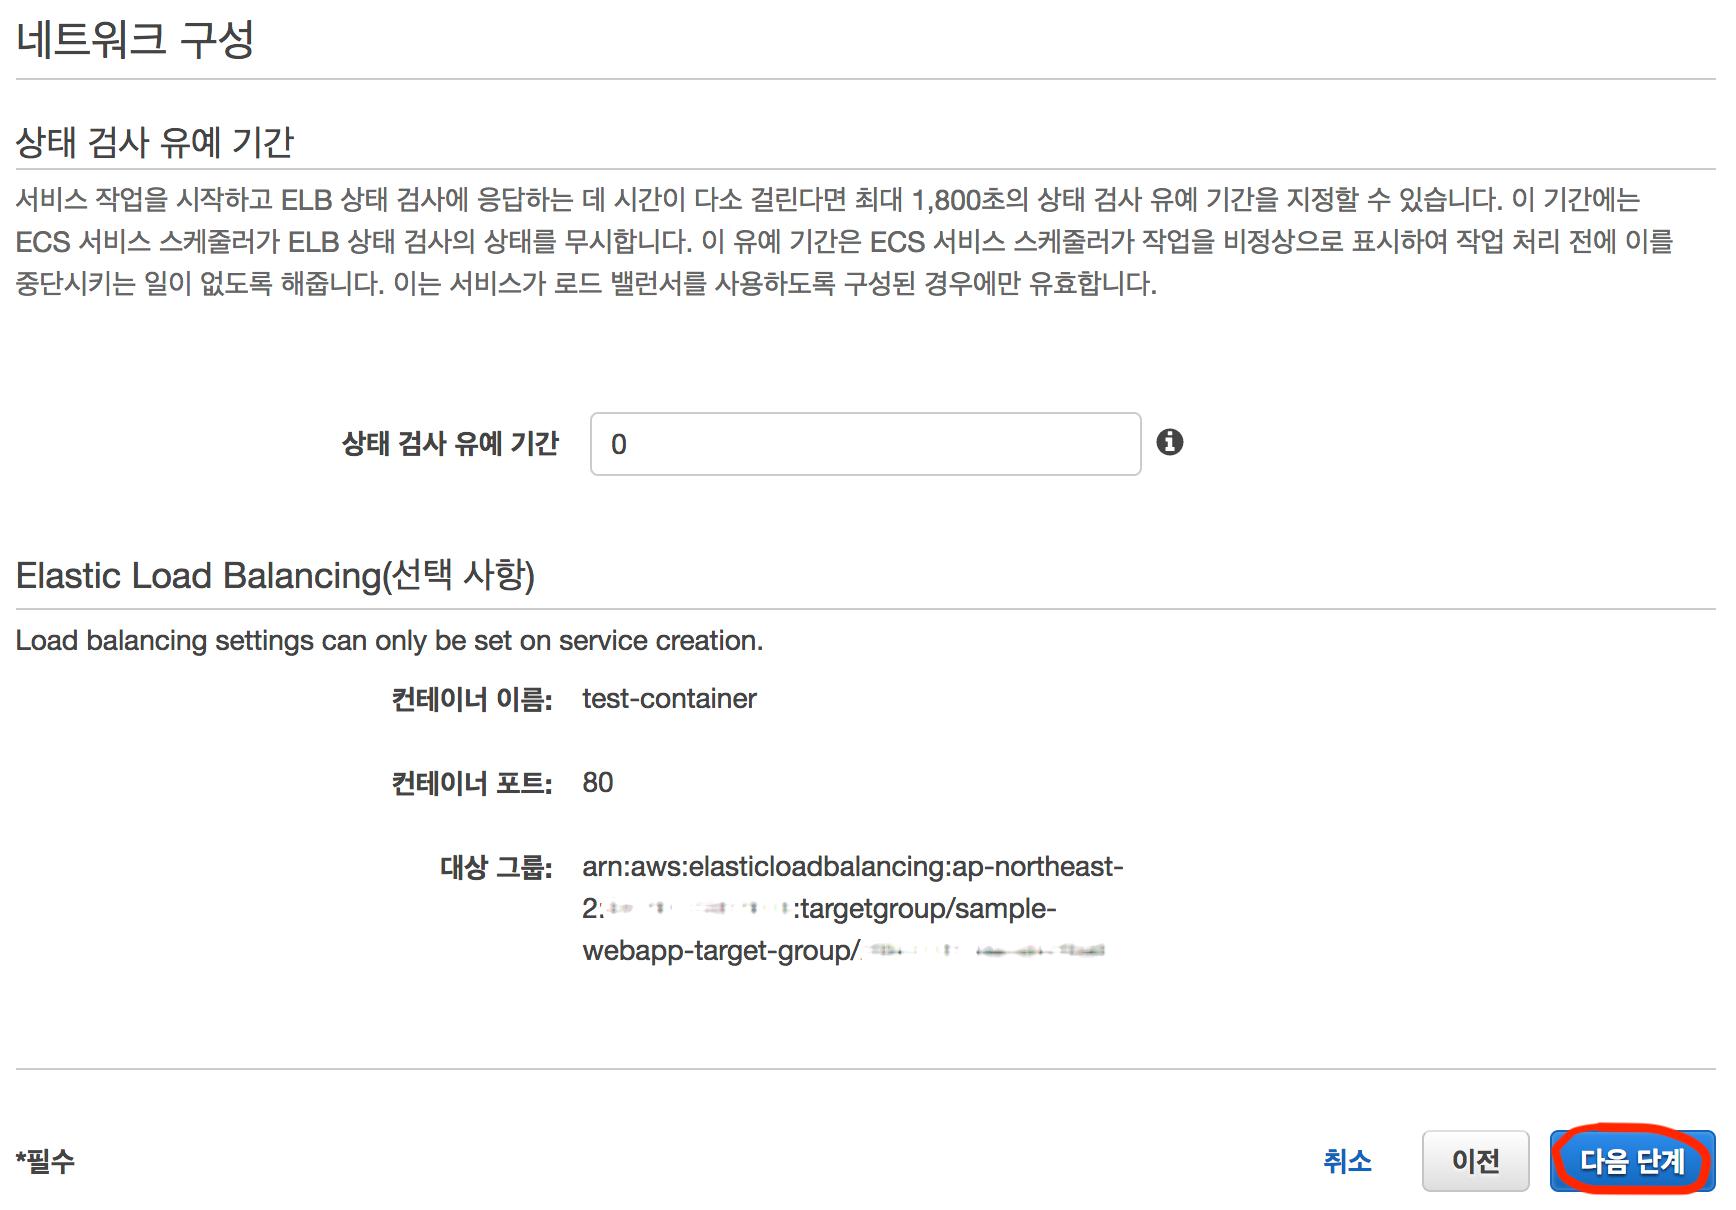 네트워크 구성
상태 검사 유예 기간
서비스 작업을 시작하고 ELB 상태 검사에 응답하는 데 시간이 다소 걸린다면 최대 1,800초의 상태 검사 유예 기간을 지정할 수 있습니다. 이 기간에는
ECS 서비스 스케줄러가 ELB 상태 검사의 상태를 무시합니다. 이 유예 기간은 ECS 서비스 스케줄러가 작업을 비정상으로 표시하여 작업 처리 전에 이를
중단시키는 일이 없도록 해줍니다. 이는 서비스가 로드 밸런서를 사용하도록 구성된 경우에만 유효합니다.
상태 검사 유예 기간 0
Elastic Load Balancing(선택 사항)
Load balancing settings can only be set on service creation.
컨테이너 이름: test-container
컨테이너 포트: 80
대상 그룹: arn:aws:elasticloadbalancing:ap-northeast-
2: :targetgroup/sample-
webapp-target-group/
*필수 취소 이전 다음 단계